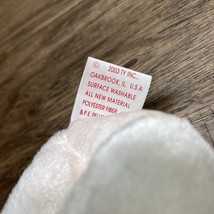 ©
2003 TY INC.,
OAKBROOK, IL. U.S.A.
SURFACE WASHABLE
ALL NEW MATERIAL
POLYESTER FIBER
& P.E.